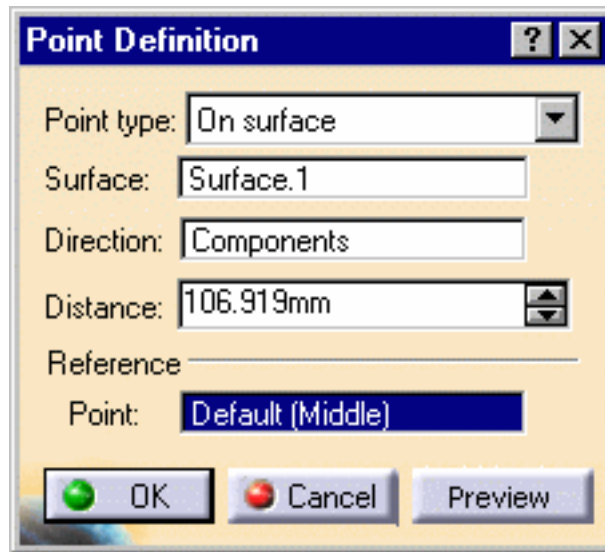 Point Definition
Point type: On surface
Surface: Surface.1
Direction: Components
Distance: 106.919mm
Reference
Point: Default (Middle)
OK Cancel Preview